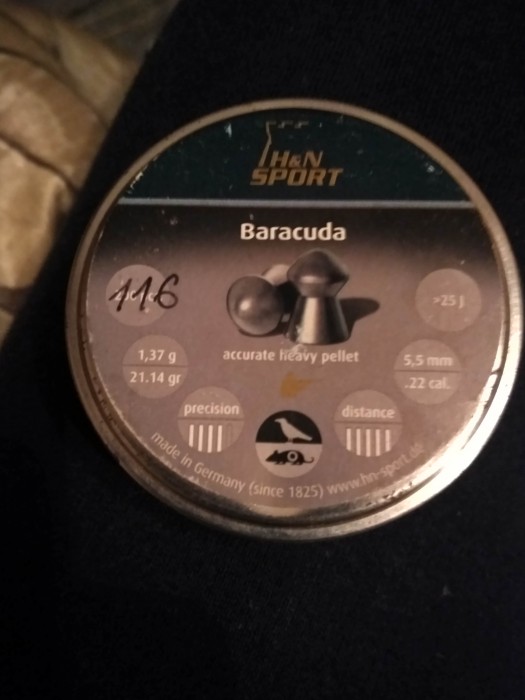 H&N
SPORT
Baracuda
116
>25 J
accurate heavy pellet
1,37 g
21.14 gr
5,5 mm
.22 cal.
precision
distance
made in Germany (since 1825) www.hn-sport.de